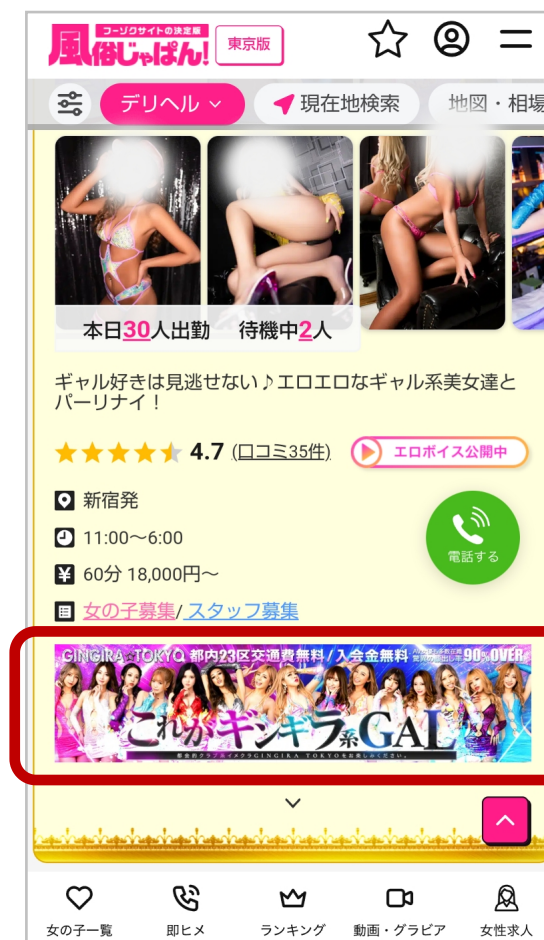 フーゾクサイトの決定版
風俗じゃぱん!
東京版
デリヘル
現在地検索
地図・相場
本日30人出勤 待機中2人
ギャル好きは見逃せない♪エロエロなギャル系美女達と
パーリナイ!
4.7 (口コミ35件) エロボイス公開中
新宿発
11:00〜6:00
電話する
60分 18,000円〜
女の子募集/ スタッフ募集
GINGIRA☆TOKYO 都内23区交通費無料/入会金無料
90%OVER
これがギンギラ系GAL
女の子一覧
即ヒメ
ランキング
動画・グラビア
女性求人